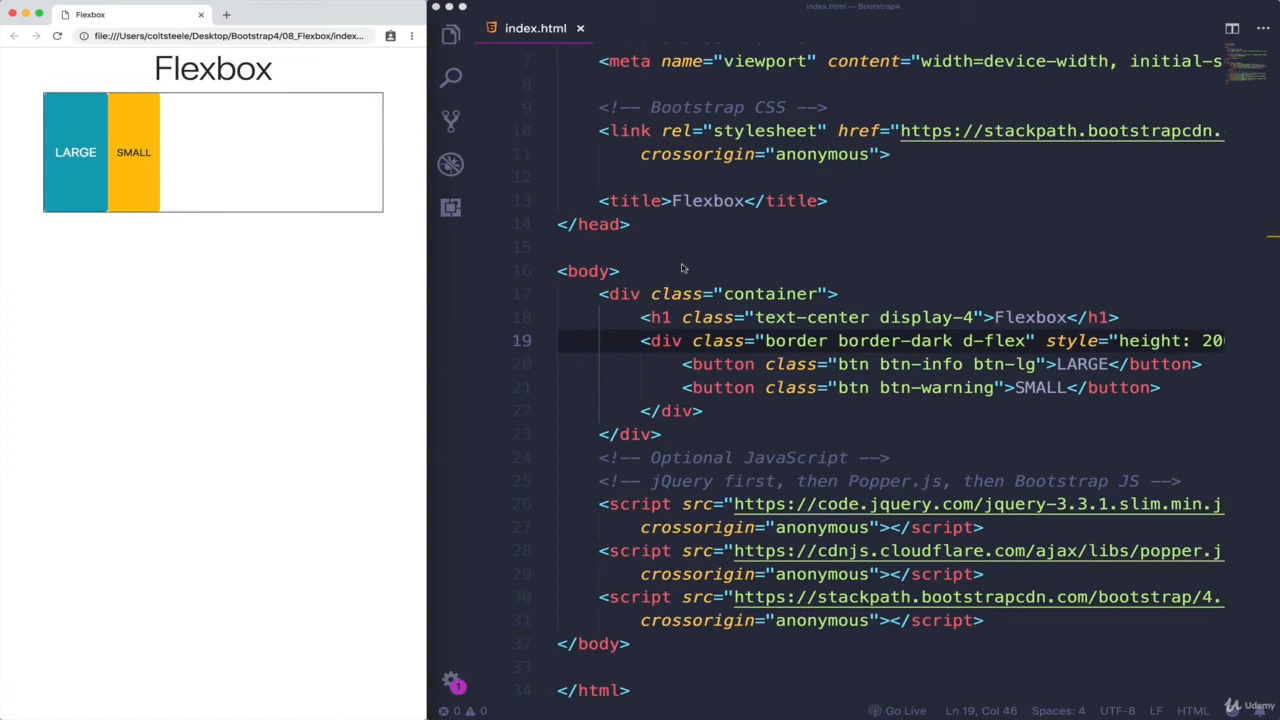 Flexbox
file:///Users/coltsteele/Desktop/Bootstrap4/08_Flexbox/index...
Flexbox
LARGE
SMALL
index.html — Bootstrap4
index.html
7 <meta name="viewport" content="width=device-width, initial-s
8
9 <!-- Bootstrap CSS -->
10 <link rel="stylesheet" href="https://stackpath.bootstrapcdn.
11 crossorigin="anonymous">
12
13 <title>Flexbox</title>
14 </head>
15
16 <body>
17 <div class="container">
18 <h1 class="text-center display-4">Flexbox</h1>
19 <div class="border border-dark d-flex" style="height: 20
20 <button class="btn btn-info btn-lg">LARGE</button>
21 <button class="btn btn-warning">SMALL</button>
22 </div>
23 </div>
24 <!-- Optional JavaScript -->
25 <!-- jQuery first, then Popper.js, then Bootstrap JS -->
26 <script src="https://code.jquery.com/jquery-3.3.1.slim.min.j
27 crossorigin="anonymous"></script>
28 <script src="https://cdnjs.cloudflare.com/ajax/libs/popper.j
29 crossorigin="anonymous"></script>
30 <script src="https://stackpath.bootstrapcdn.com/bootstrap/4.
31 crossorigin="anonymous"></script>
32 </body>
33
34 </html>
1
0 0 Go Live Ln 19, Col 46 Spaces: 4 UTF-8 LF HTML
Udemy